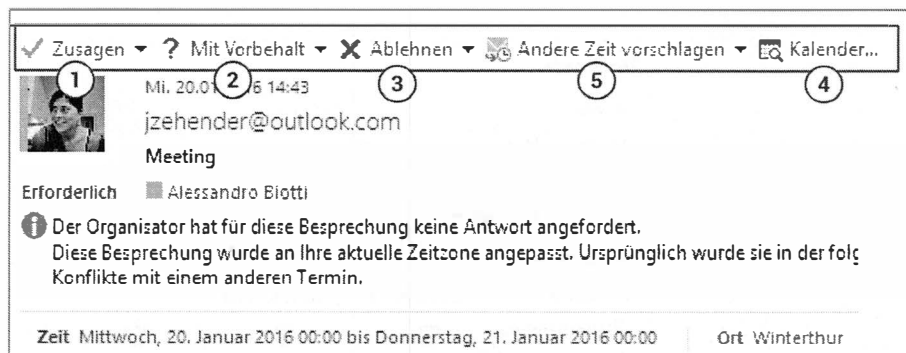 Zusagen ? Mit Vorbehalt Ablehnen Andere Zeit vorschlagen Kalender...
1 2 3 5 4
Mi. 20.01 6 14:43
jzehender@outlook.com
Meeting
Erforderlich Alessandro Biotti
Der Organisator hat für diese Besprechung keine Antwort angefordert.
Diese Besprechung wurde an Ihre aktuelle Zeitzone angepasst. Ursprünglich wurde sie in der folg
Konflikte mit einem anderen Termin.
Zeit Mittwoch, 20. Januar 2016 00:00 bis Donnerstag, 21. Januar 2016 00:00 Ort Winterthur